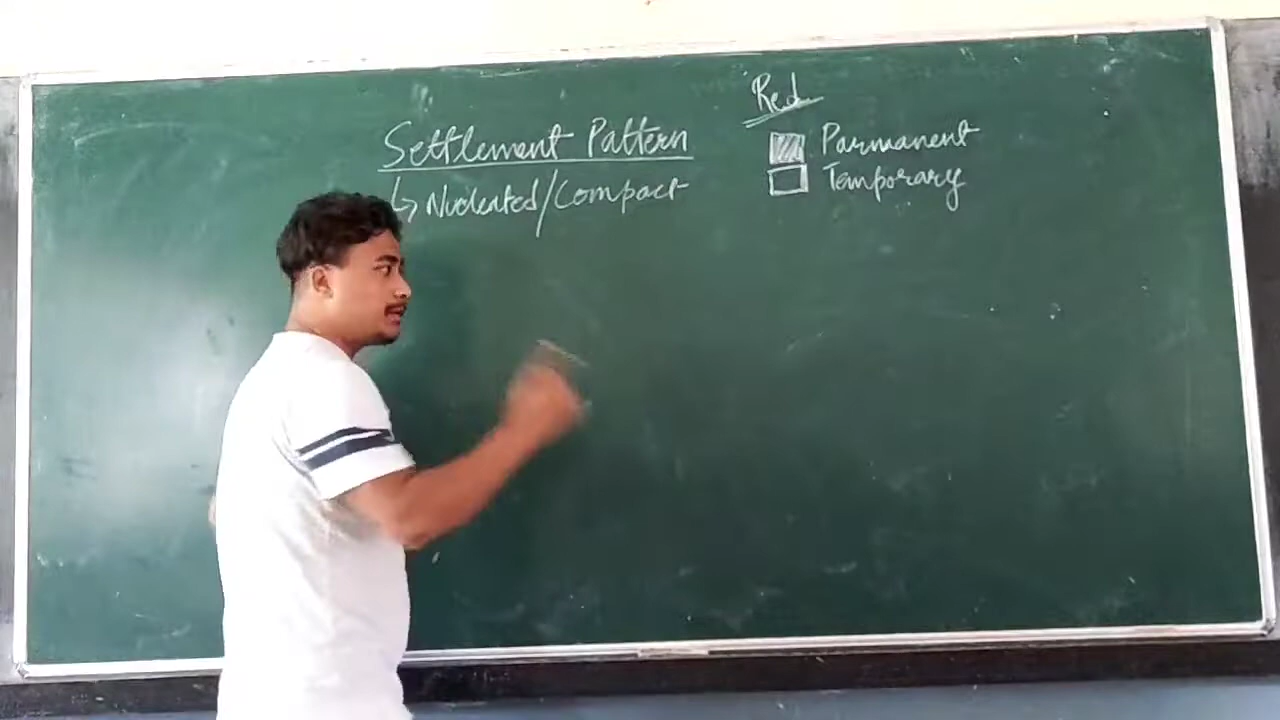 Settlement Pattern
↳ Nucleated/Compact
Red
Parmanent
Temporary